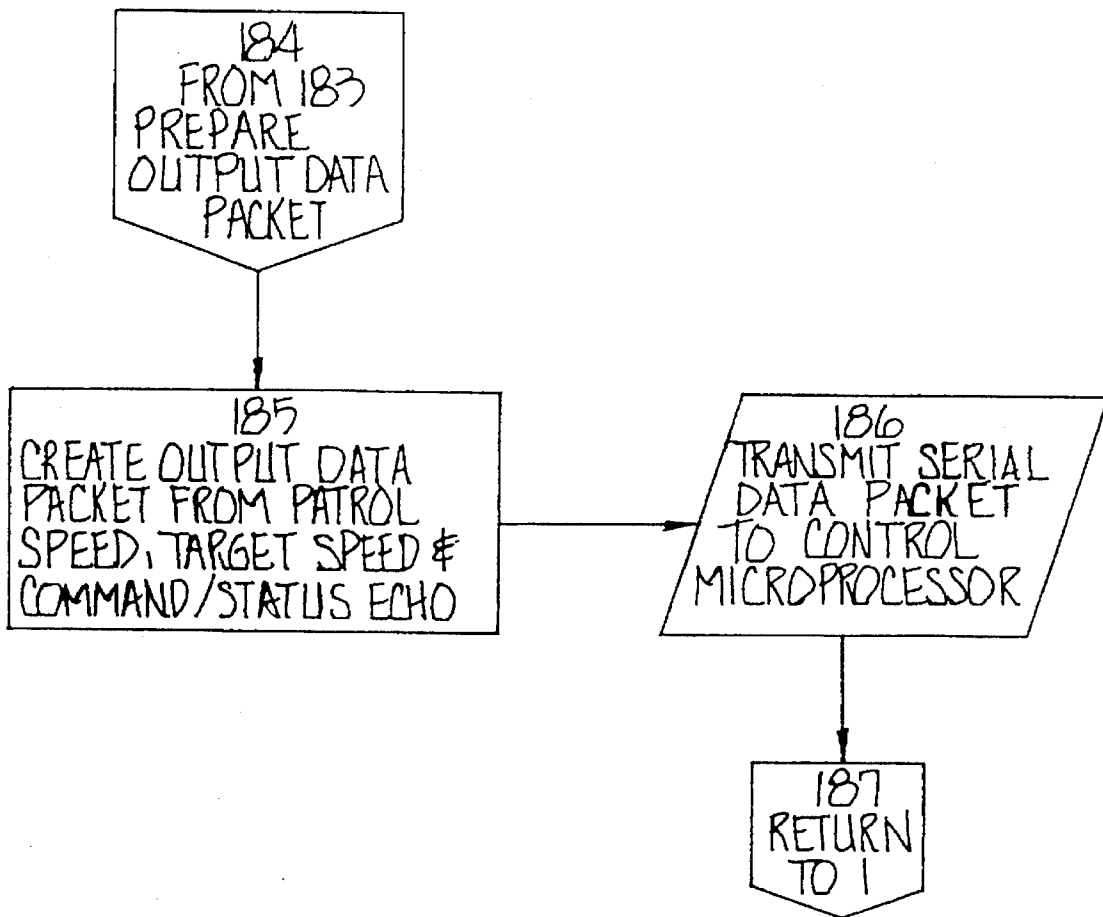 184
FROM 183
PREPARE
OUTPUT DATA
PACKET
185
CREATE OUTPUT DATA
PACKET FROM PATROL
SPEED, TARGET SPEED &
COMMAND/STATUS ECHO
186
TRANSMIT SERIAL
DATA PACKET
TO CONTROL
MICROPROCESSOR
187
RETURN
TO 1